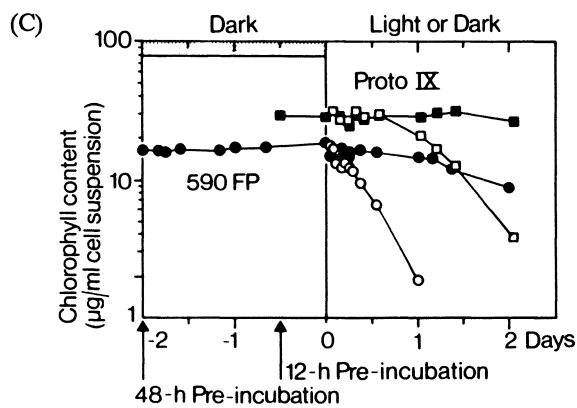 (C)
Dark
Light or Dark
100
Proto IX
590 FP
10
1
Chlorophyll content
(µg/ml cell suspension)
-2
-1
0
1
2 Days
12-h Pre-incubation
48-h Pre-incubation